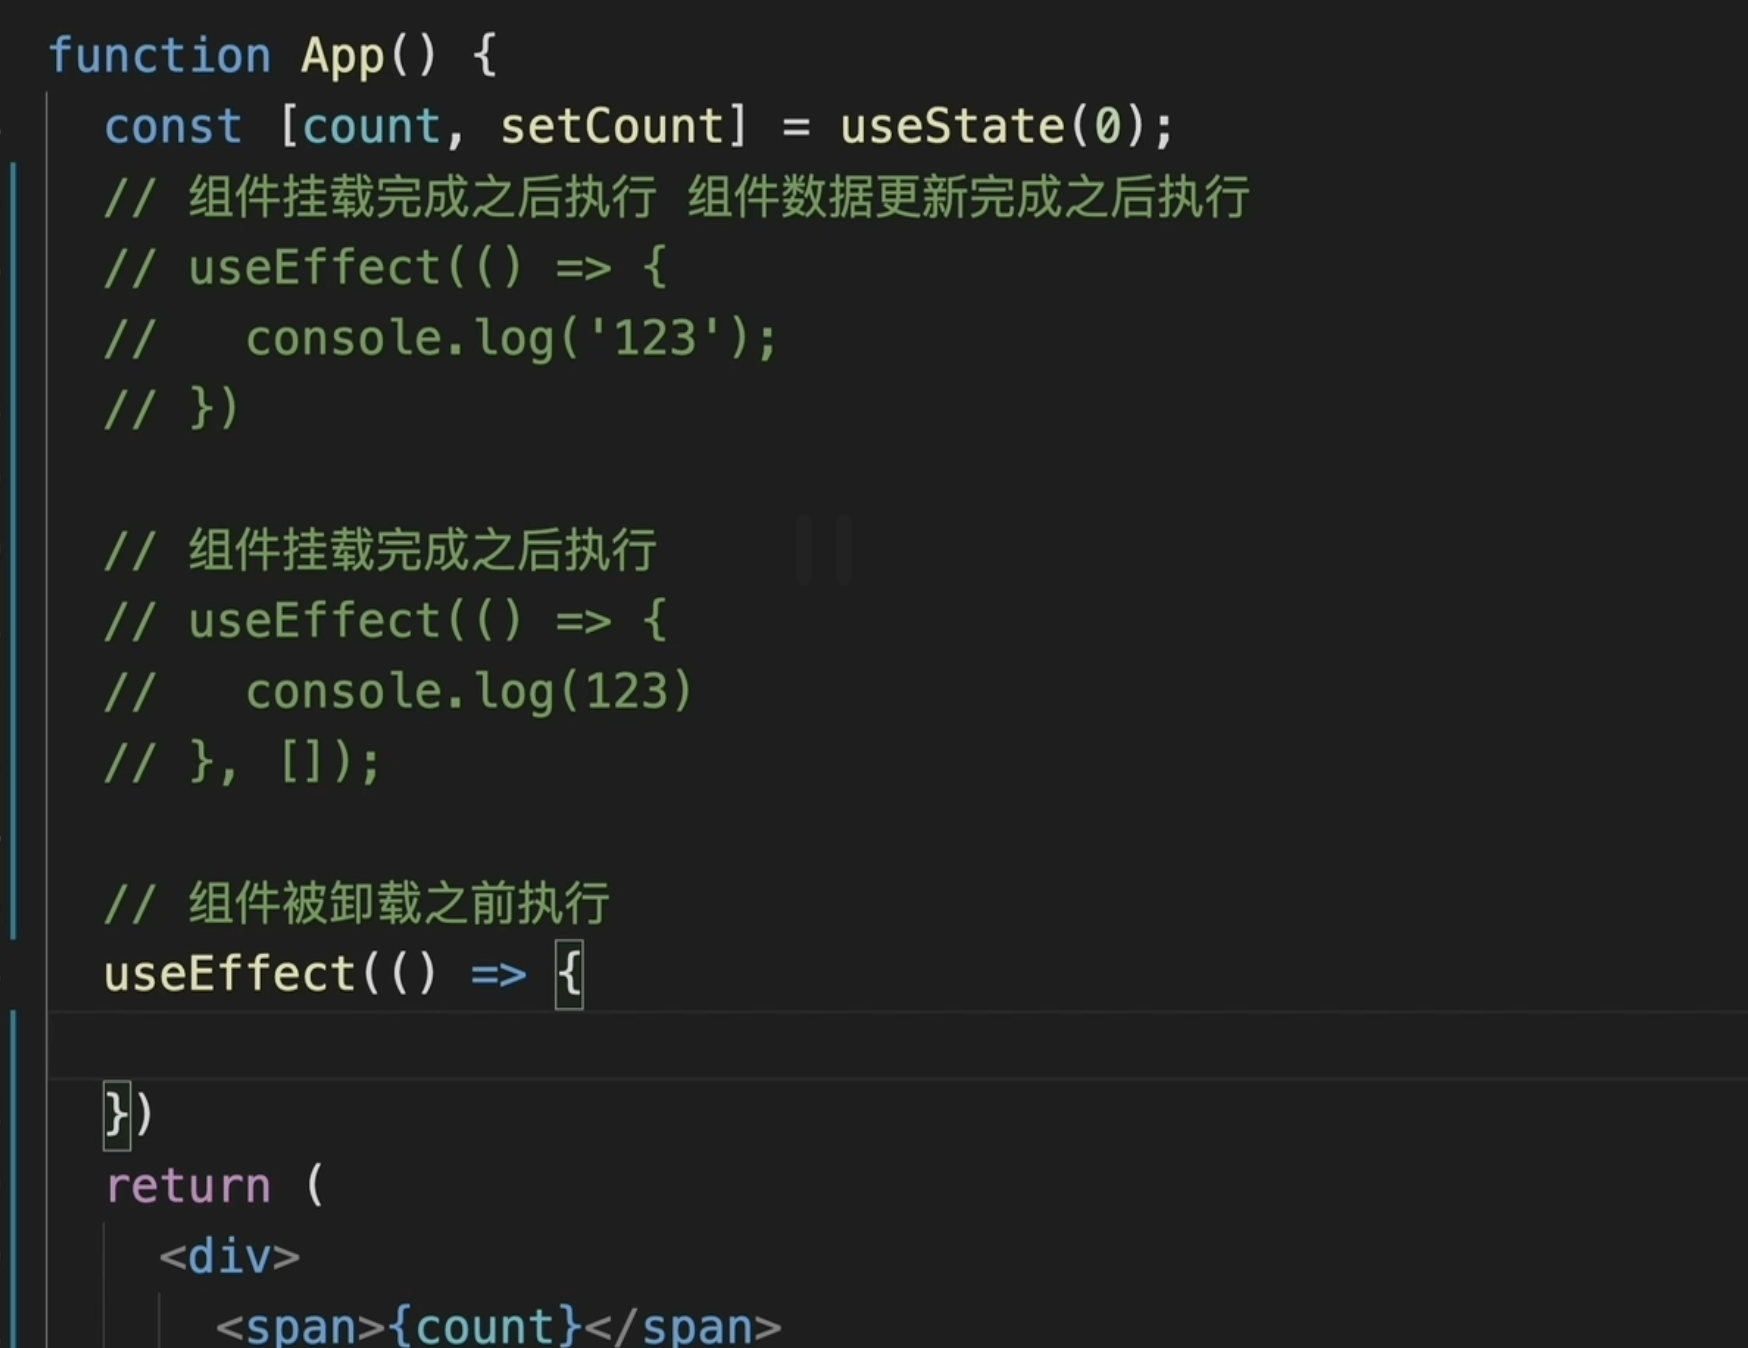 function App() {
const [count, setCount] = useState(0);
// 组件挂载完成之后执行 组件数据更新完成之后执行
// useEffect(() => {
//   console.log('123');
// })
// 组件挂载完成之后执行
// useEffect(() => {
//   console.log(123)
// }, []);
// 组件被卸载之前执行
useEffect(() => {
})
return (
<div>
<span>{count}</span>